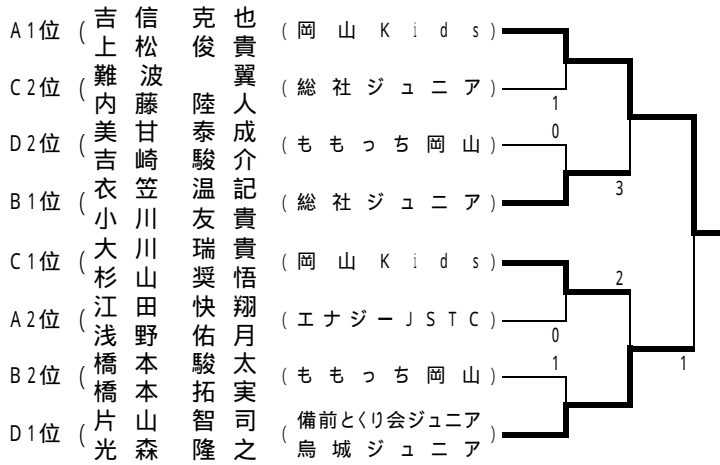 A1位 (吉信 克也 (岡山Kids)
上松 俊貴
C2位 (難波 翼 (総社ジュニア)
内藤 陸人
1
D2位 (美甘 泰成 (ももっち岡山)
吉崎 駿介
0
B1位 (衣笠 温記 (総社ジュニア)
小川 友貴
3
C1位 (大川 瑞貴 (岡山Kids)
杉山 奨悟
2
A2位 (江田 快翔 (エナジーJSTC)
浅野 佑月
0
B2位 (橋本 駿太 (ももっち岡山)
橋本 拓実
1
1
D1位 (片山 智司 (備前とくり会ジュニア
光森 隆之 烏城ジュニア)